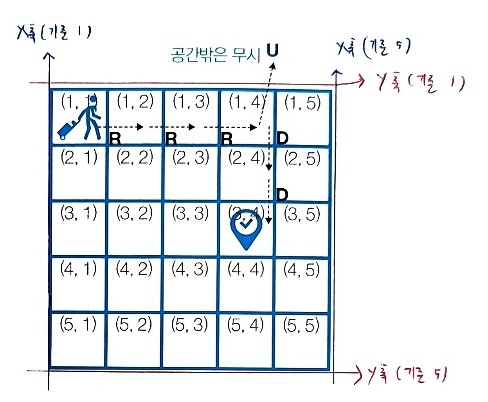 X축(기준 1)
공간밖은 무시 U
X축(기준 5)
Y축(기준 1)
(1, 1) (1, 2) (1, 3) (1, 4) (1, 5)
R R R D
(2, 1) (2, 2) (2, 3) (2, 4) (2, 5)
D
(3, 1) (3, 2) (3, 3) (3, 4) (3, 5)
(4, 1) (4, 2) (4, 3) (4, 4) (4, 5)
(5, 1) (5, 2) (5, 3) (5, 4) (5, 5)
Y축(기준 5)